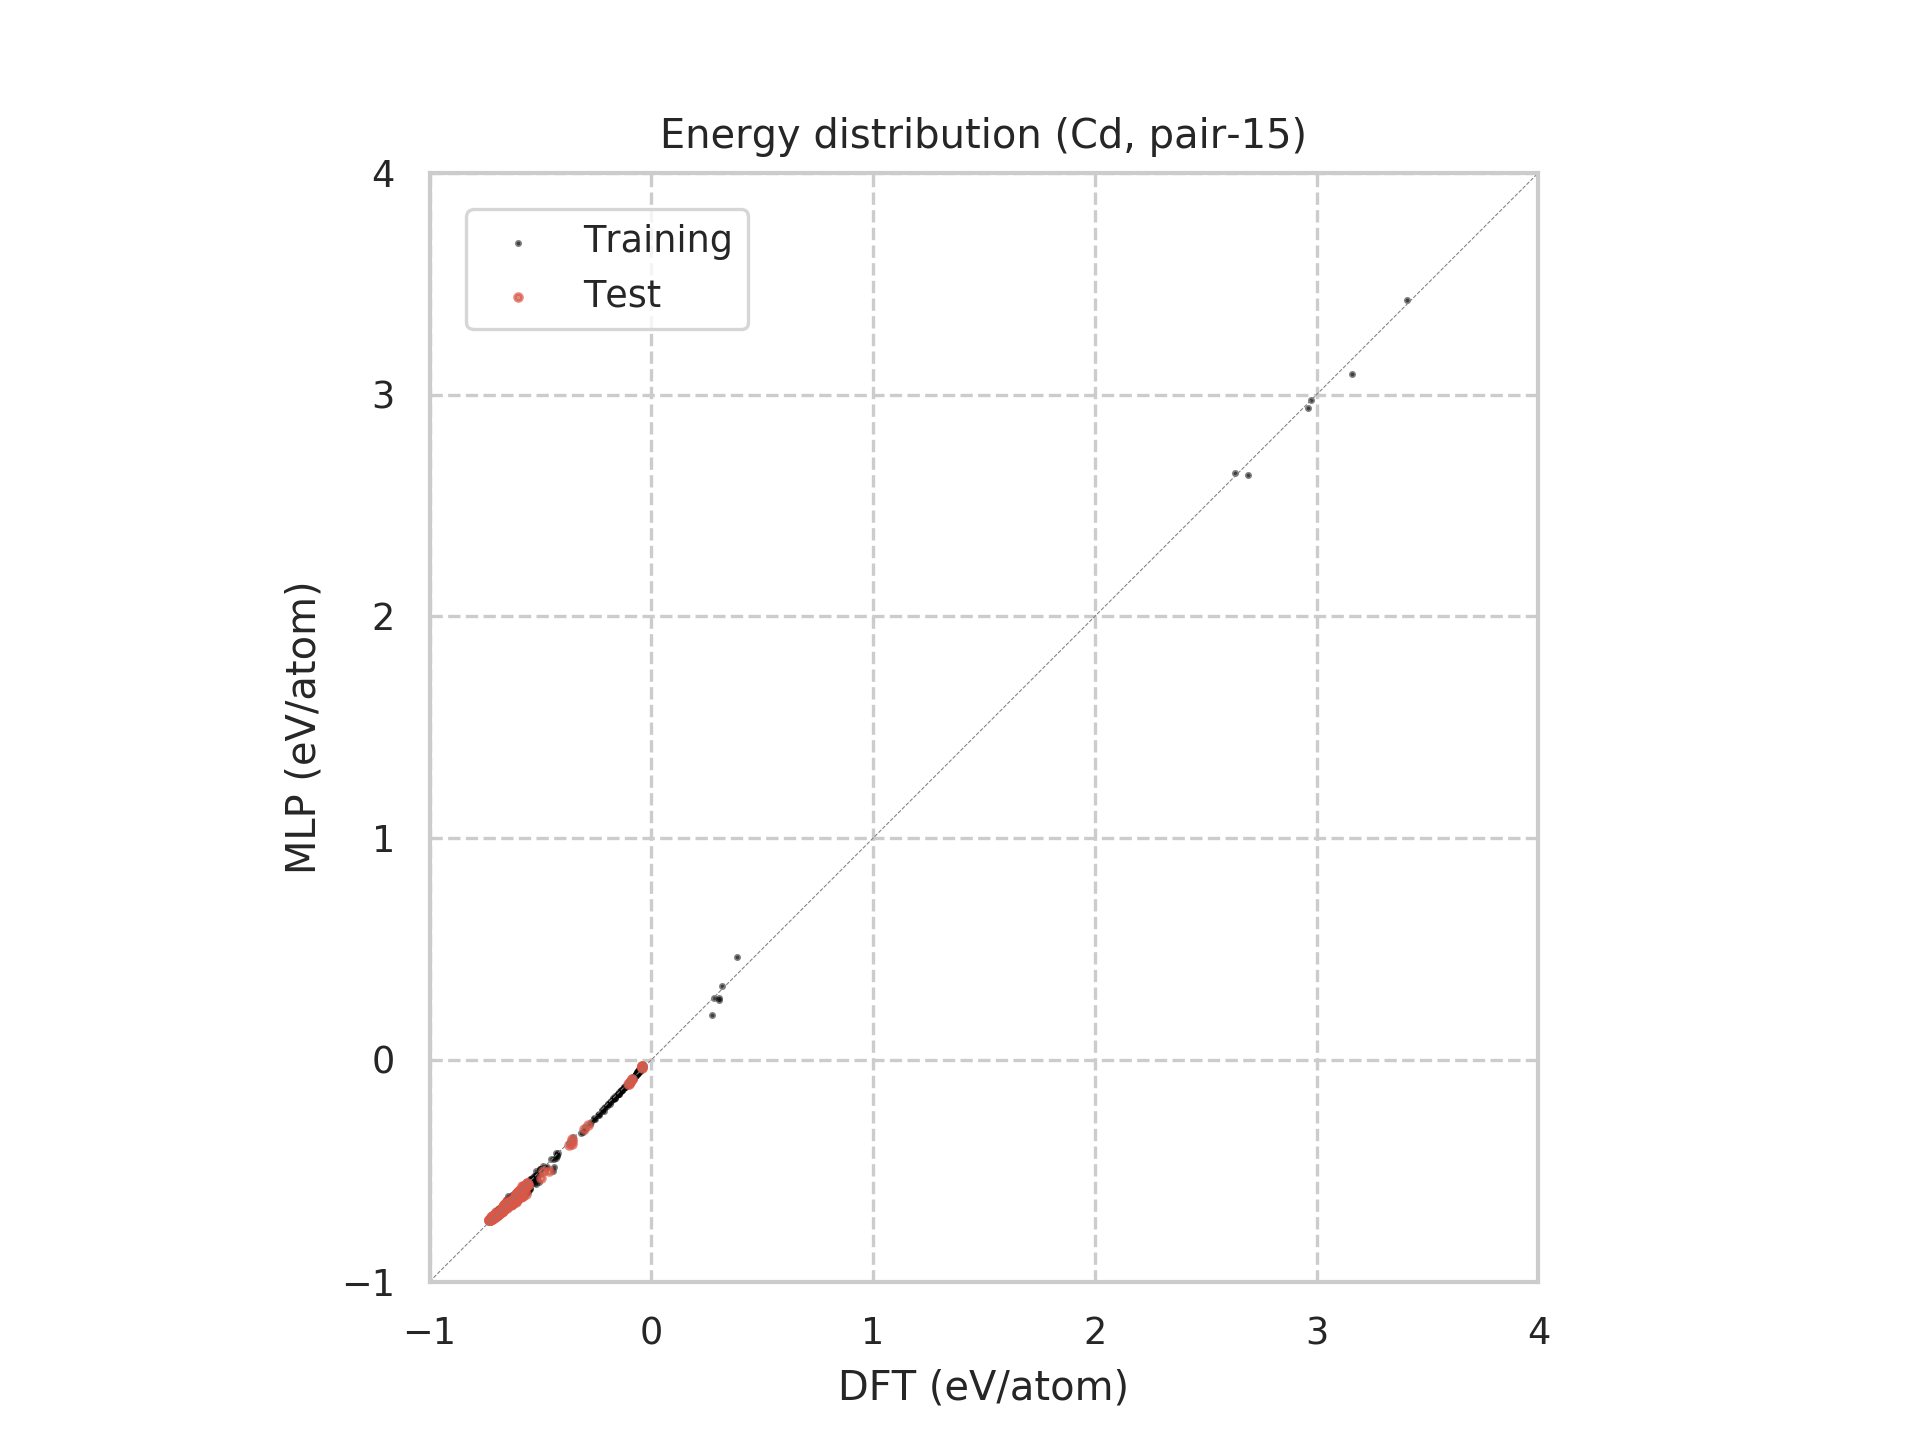 Energy distribution (Cd, pair-15)
4
3
2
1
0
−1
MLP (eV/atom)
Training
Test
−1 0 1 2 3 4
DFT (eV/atom)